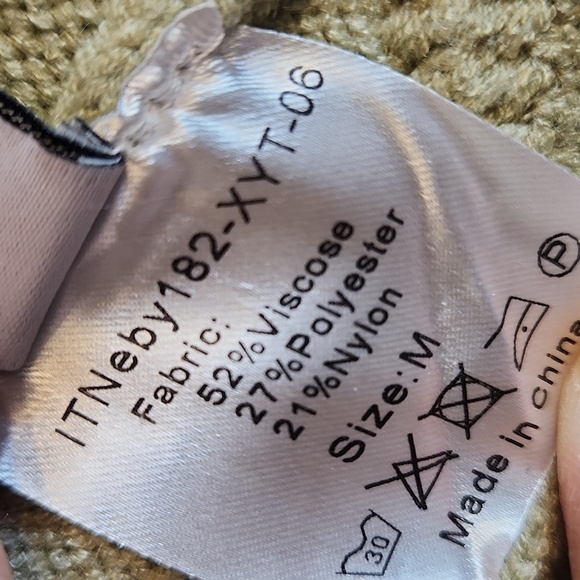 ITNeby182-XYT-06
Fabric:
52%Viscose
27%Polyester
21%Nylon
Size:M
30
P
Made in china